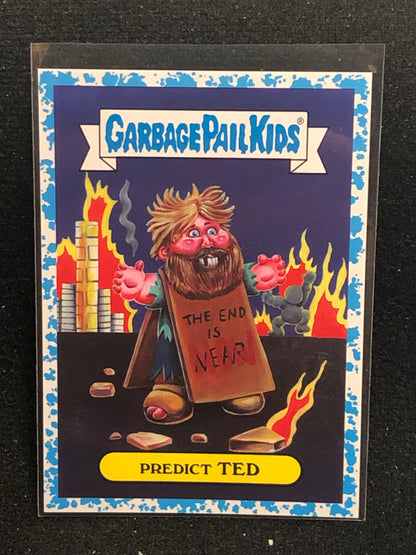 GARBAGE PAIL KIDS®
THE END
IS
NEAR
PREDICT TED